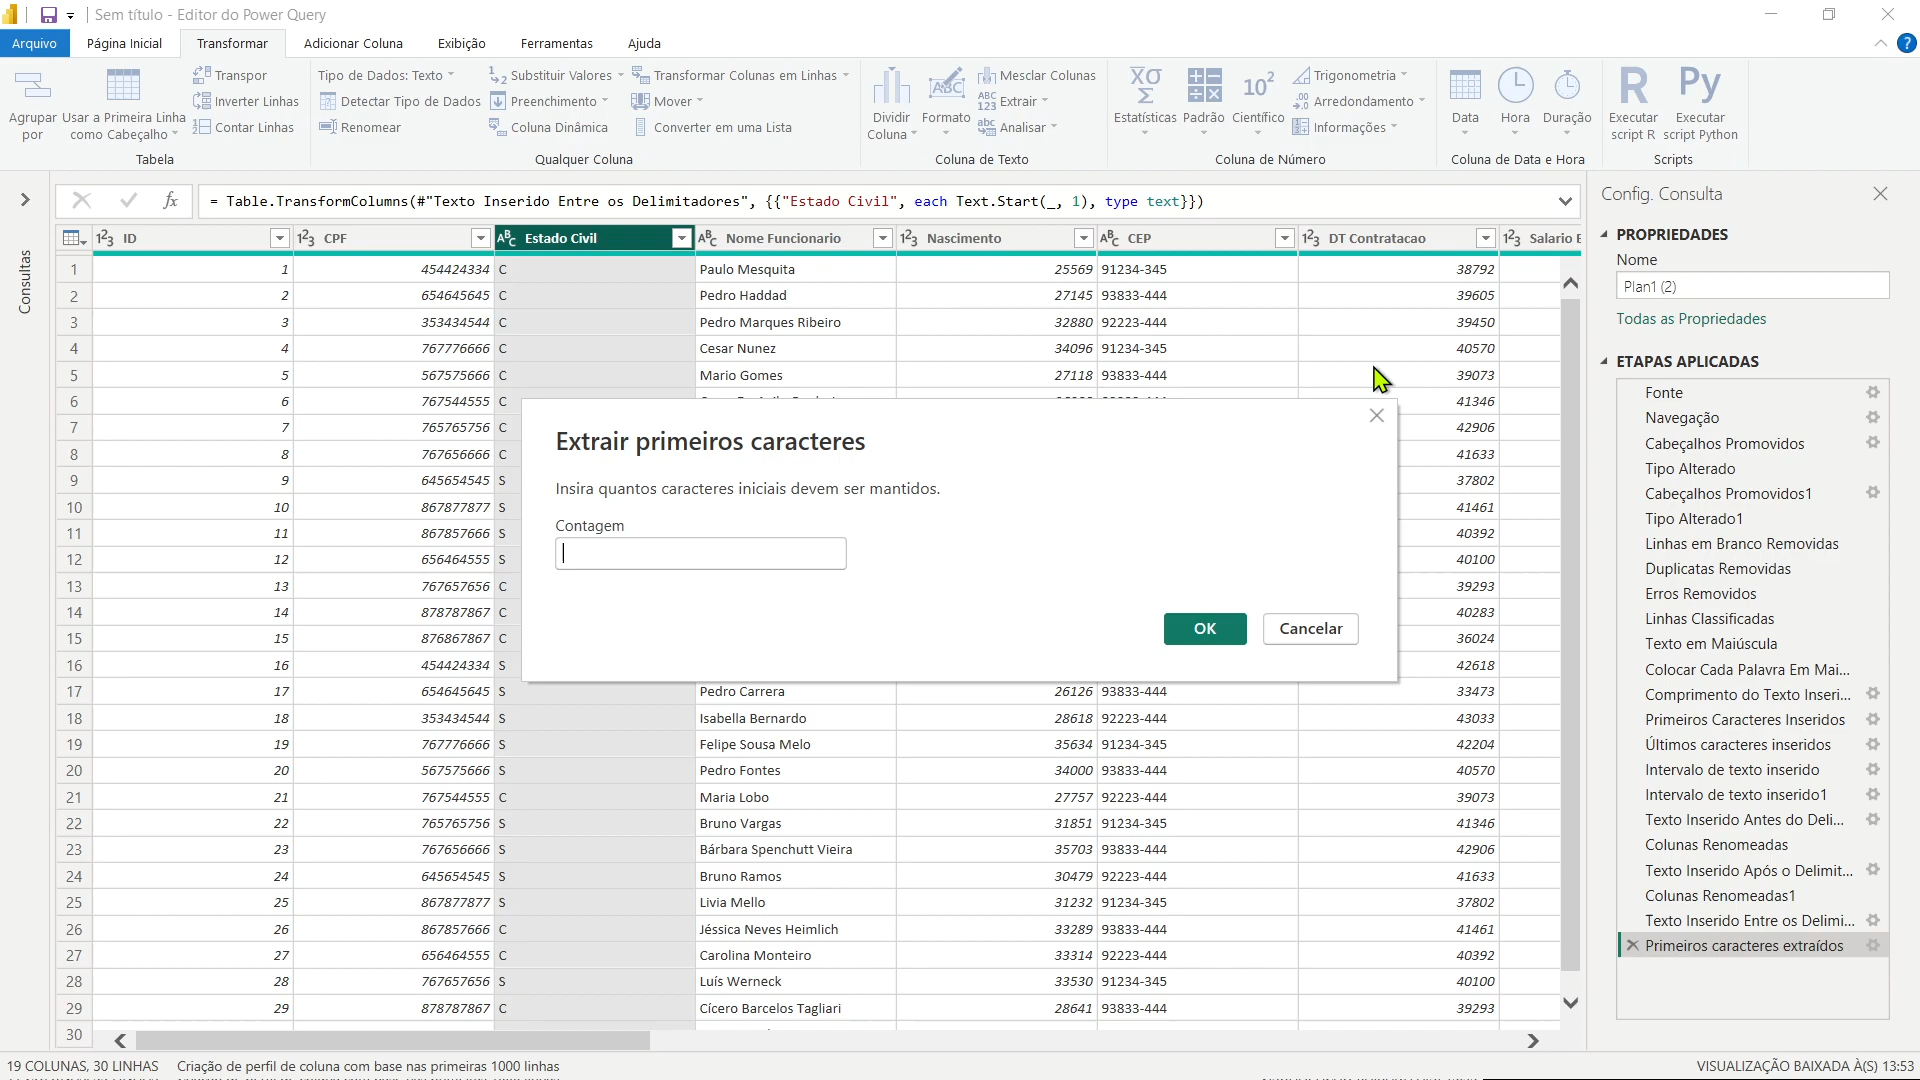 Sem título - Editor do Power Query
Arquivo Página Inicial Transformar Adicionar Coluna Exibição Ferramentas Ajuda
Agrupar por
Usar a Primeira Linha como Cabeçalho
Transpor
Inverter Linhas
Contar Linhas
Tabela
Tipo de Dados: Texto
Detectar Tipo de Dados
Renomear
Substituir Valores
Preenchimento
Coluna Dinâmica
Transformar Colunas em Linhas
Mover
Converter em uma Lista
Qualquer Coluna
Dividir Coluna
Formato
Mesclar Colunas
Extrair
Analisar
Coluna de Texto
Estatísticas
Padrão
Científico
Trigonometria
Arredondamento
Informações
Coluna de Número
Data
Hora
Duração
Coluna de Data e Hora
Executar script R
Executar script Python
Scripts
Consultas
= Table.TransformColumns(#"Texto Inserido Entre os Delimitadores", {{"Estado Civil", each Text.Start(_, 1), type text}})
ID CPF Estado Civil Nome Funcionario Nascimento CEP DT Contratacao Salario
1 1 454424334 C Paulo Mesquita 25569 91234-345 38792
2 2 654645645 C Pedro Haddad 27145 93833-444 39605
3 3 353434544 C Pedro Marques Ribeiro 32880 92223-444 39450
4 4 767776666 C Cesar Nunez 34096 91234-345 40570
5 5 567575666 C Mario Gomes 27118 93833-444 39073
6 6 767544555 C 41346
7 7 765765756 C 42906
8 8 767656666 C 41633
9 9 645654545 S 37802
10 10 867877877 S 41461
11 11 867857666 S 40392
12 12 656464555 S 40100
13 13 767657656 C 39293
14 14 878787867 C 40283
15 15 876867867 C 36024
16 16 454424334 S 42618
17 17 654645645 S Pedro Carrera 26126 93833-444 33473
18 18 353434544 S Isabella Bernardo 28618 92223-444 43033
19 19 767776666 S Felipe Sousa Melo 35634 91234-345 42204
20 20 567575666 S Pedro Fontes 34000 93833-444 40570
21 21 767544555 C Maria Lobo 27757 92223-444 39073
22 22 765765756 S Bruno Vargas 31851 91234-345 41346
23 23 767656666 S Bárbara Spenchutt Vieira 35703 93833-444 42906
24 24 645654545 S Bruno Ramos 30479 92223-444 41633
25 25 867877877 S Livia Mello 31232 91234-345 37802
26 26 867857666 C Jéssica Neves Heimlich 33289 93833-444 41461
27 27 656464555 C Carolina Monteiro 33314 92223-444 40392
28 28 767657656 S Luís Werneck 33530 91234-345 40100
29 29 878787867 C Cícero Barcelos Tagliari 28641 93833-444 39293
30
Extrair primeiros caracteres
Insira quantos caracteres iniciais devem ser mantidos.
Contagem
OK Cancelar
Config. Consulta
PROPRIEDADES
Nome
Plan1 (2)
Todas as Propriedades
ETAPAS APLICADAS
Fonte
Navegação
Cabeçalhos Promovidos
Tipo Alterado
Cabeçalhos Promovidos1
Tipo Alterado1
Linhas em Branco Removidas
Duplicatas Removidas
Erros Removidos
Linhas Classificadas
Texto em Maiúscula
Colocar Cada Palavra Em Mai...
Comprimento do Texto Inseri...
Primeiros Caracteres Inseridos
Últimos caracteres inseridos
Intervalo de texto inserido
Intervalo de texto inserido1
Texto Inserido Antes do Deli...
Colunas Renomeadas
Texto Inserido Após o Delimit...
Colunas Renomeadas1
Texto Inserido Entre os Delimi...
Primeiros caracteres extraídos
19 COLUNAS, 30 LINHAS Criação de perfil de coluna com base nas primeiras 1000 linhas VISUALIZAÇÃO BAIXADA À(S) 13:53